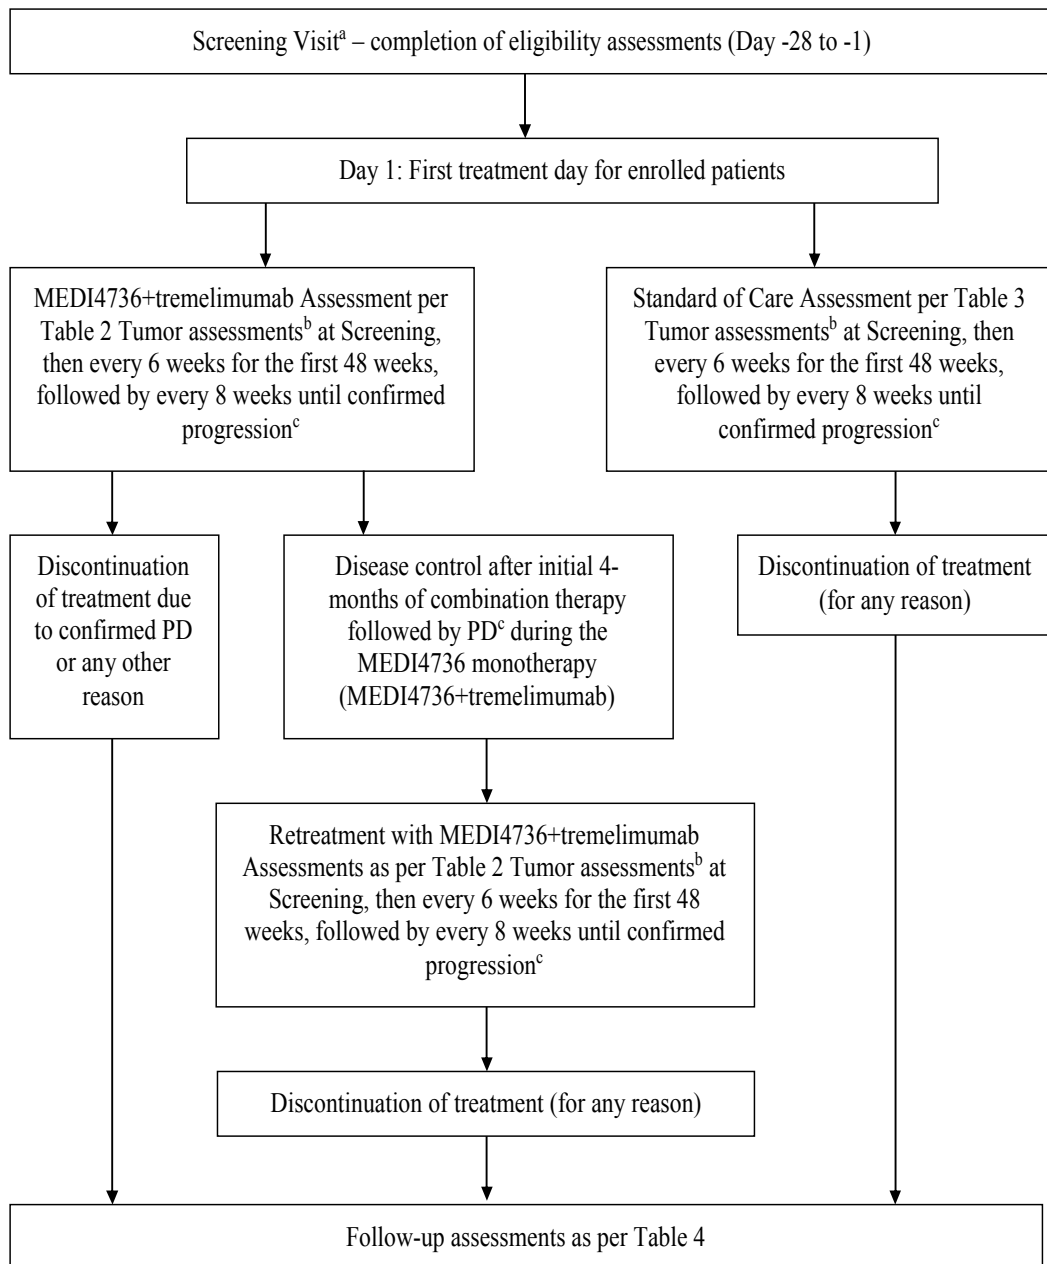 Screening Visitᵃ – completion of eligibility assessments (Day -28 to -1)
Day 1: First treatment day for enrolled patients
MEDI4736+tremelimumab Assessment per
Table 2 Tumor assessmentsᵇ at Screening,
then every 6 weeks for the first 48 weeks,
followed by every 8 weeks until confirmed
progressionᶜ
Standard of Care Assessment per Table 3
Tumor assessmentsᵇ at Screening, then
every 6 weeks for the first 48 weeks,
followed by every 8 weeks until
confirmed progressionᶜ
Discontinuation
of treatment due
to confirmed PD
or any other
reason
Disease control after initial 4-
months of combination therapy
followed by PDᶜ during the
MEDI4736 monotherapy
(MEDI4736+tremelimumab)
Discontinuation of treatment
(for any reason)
Retreatment with MEDI4736+tremelimumab
Assessments as per Table 2 Tumor assessmentsᵇ at
Screening, then every 6 weeks for the first 48
weeks, followed by every 8 weeks until confirmed
progressionᶜ
Discontinuation of treatment (for any reason)
Follow-up assessments as per Table 4